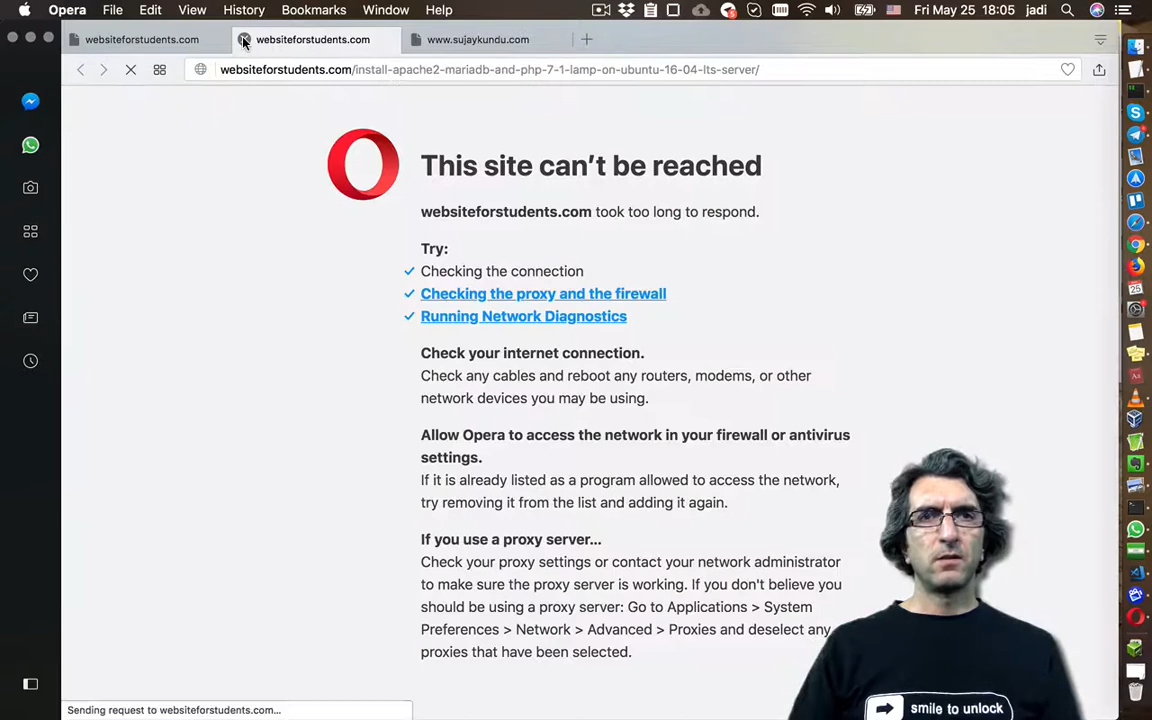 Opera File Edit View History Bookmarks Window Help Fri May 25 18:05 jadi
websiteforstudents.com websiteforstudents.com www.sujaykundu.com
websiteforstudents.com/install-apache2-mariadb-and-php-7-1-lamp-on-ubuntu-16-04-lts-server/
This site can’t be reached
websiteforstudents.com took too long to respond.
Try:
Checking the connection
Checking the proxy and the firewall
Running Network Diagnostics
Check your internet connection.
Check any cables and reboot any routers, modems, or other
network devices you may be using.
Allow Opera to access the network in your firewall or antivirus
settings.
If it is already listed as a program allowed to access the network,
try removing it from the list and adding it again.
If you use a proxy server...
Check your proxy settings or contact your network administrator
to make sure the proxy server is working. If you don't believe you
should be using a proxy server: Go to Applications > System
Preferences > Network > Advanced > Proxies and deselect any
proxies that have been selected.
smile to unlock
Sending request to websiteforstudents.com...